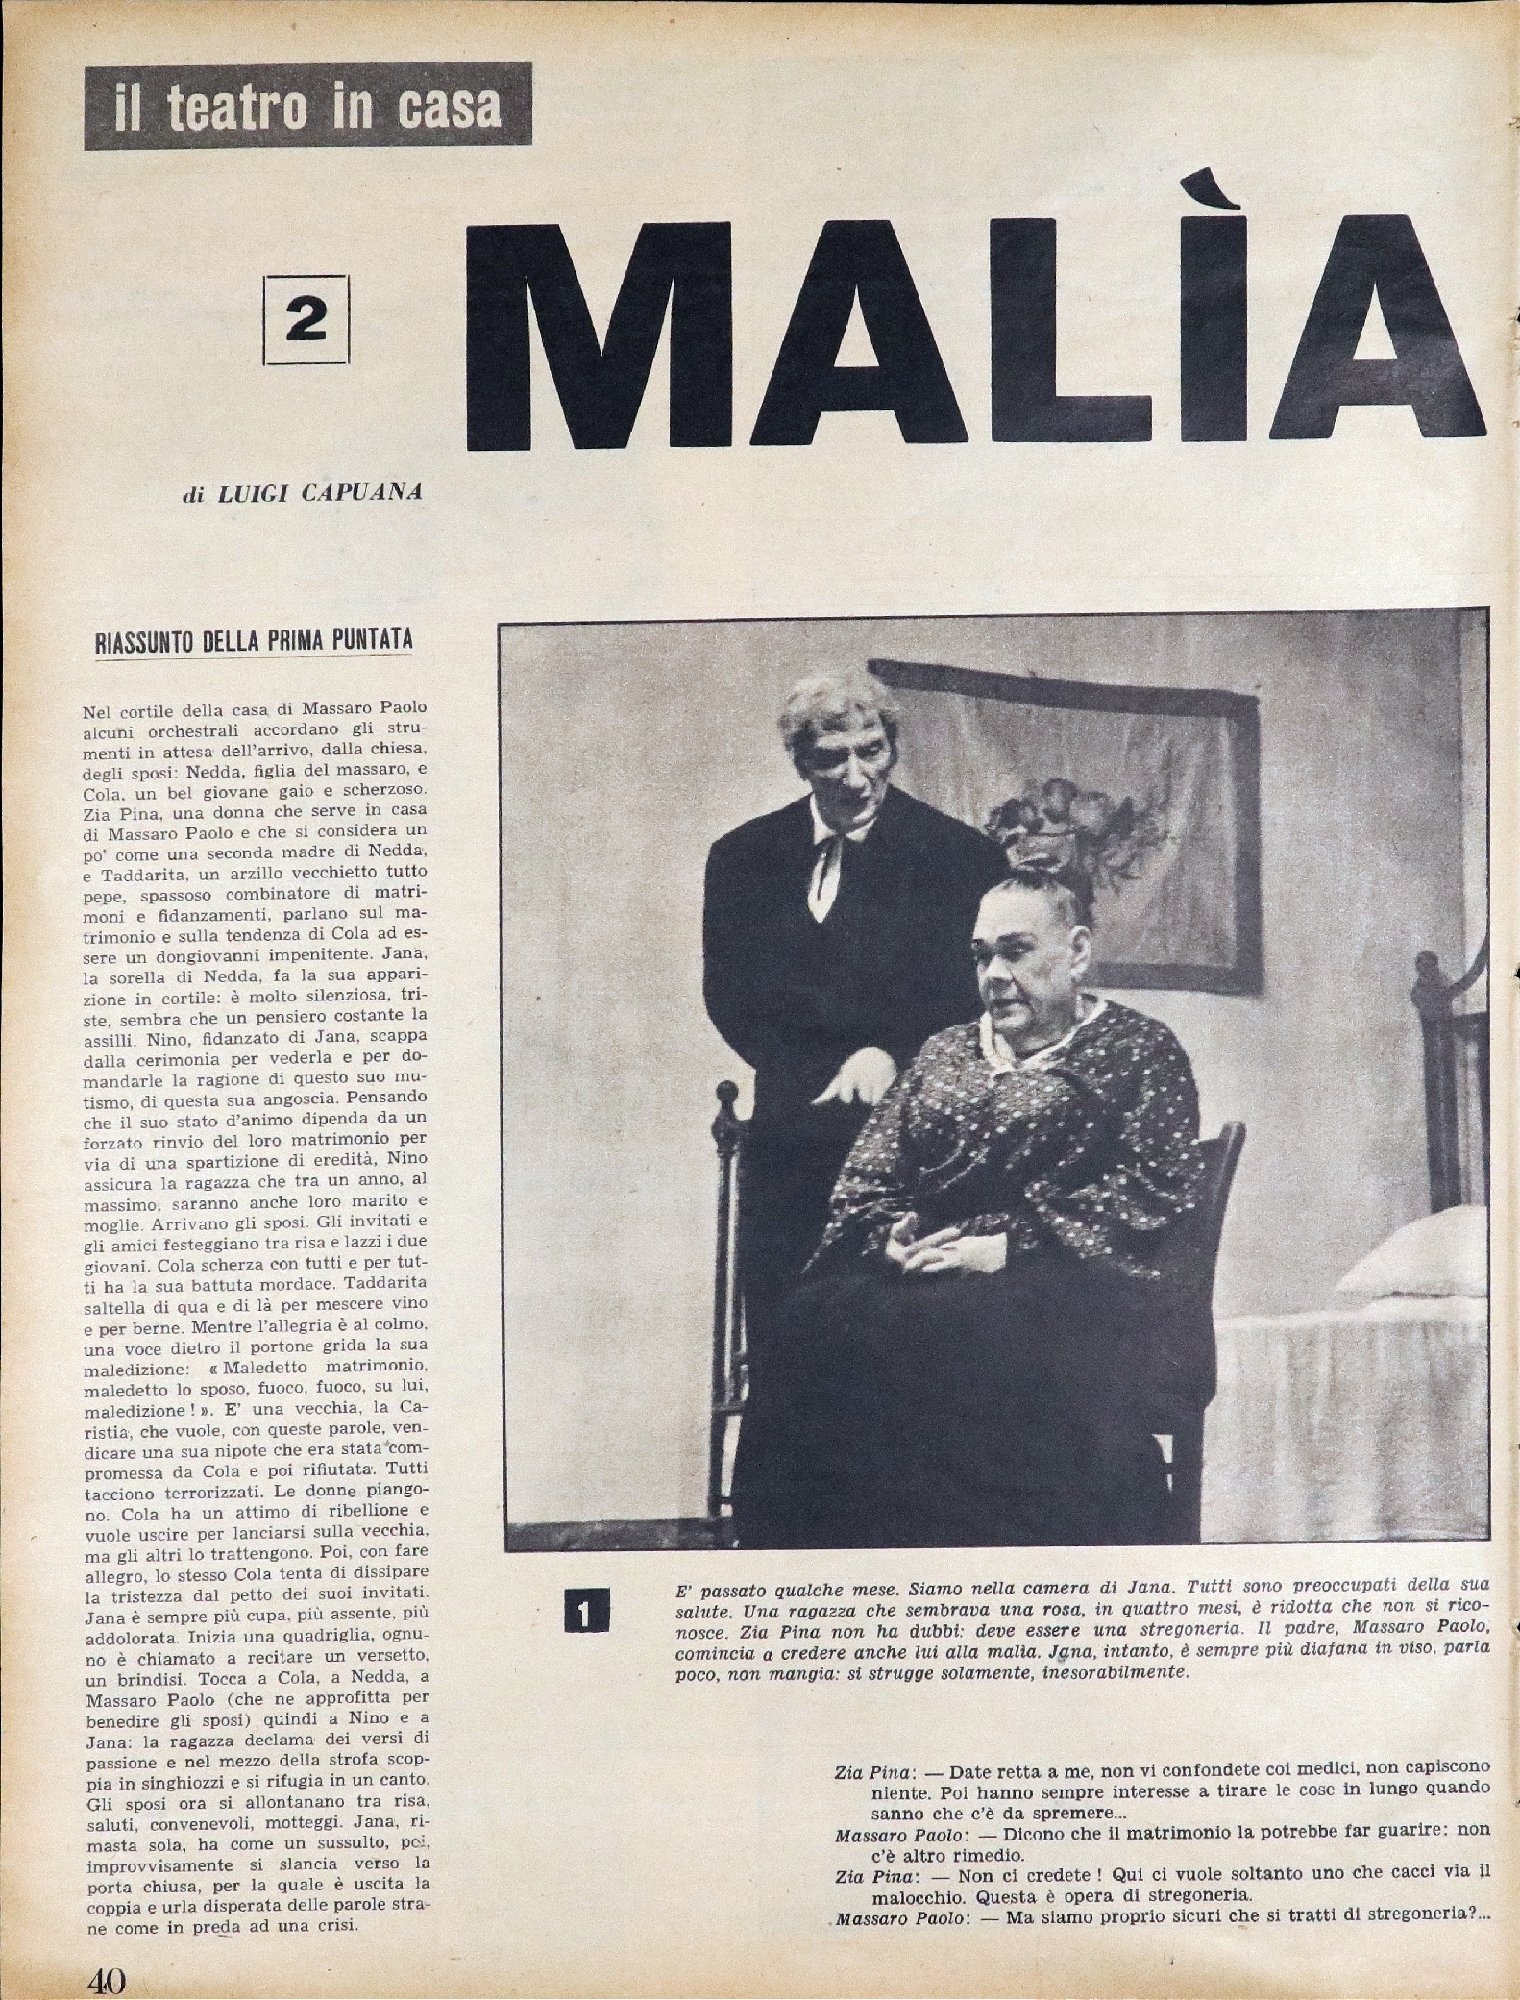 il teatro in casa
MALÌA
2
di LUIGI CAPUANA
RIASSUNTO DELLA PRIMA PUNTATA
Nel cortile della casa di Massaro Paolo
alcuni orchestrali accordano gli stru-
menti in attesa dell'arrivo, dalla chiesa,
degli sposi: Nedda, figlia del massaro, e
Cola, un bel giovane gaio e scherzoso.
Zia Pina, una donna che serve in casa
di Massaro Paolo e che si considera un
po' come una seconda madre di Nedda,
e Taddarita, un arzillo vecchietto tutto
pepe, spassoso combinatore di matri-
moni e fidanzamenti, parlano sul ma-
trimonio e sulla tendenza di Cola ad es-
sere un dongiovanni impenitente. Jana,
la sorella di Nedda, fa la sua appari-
zione in cortile: è molto silenziosa, tri-
ste, sembra che un pensiero costante la
assilli. Nino, fidanzato di Jana, scappa
dalla cerimonia per vederla e per do-
mandarle la ragione di questo suo mu-
tismo, di questa sua angoscia. Pensando
che il suo stato d'animo dipenda da un
forzato rinvio del loro matrimonio per
via di una spartizione di eredità, Nino
assicura la ragazza che tra un anno, al
massimo, saranno anche loro marito e
moglie. Arrivano gli sposi. Gli invitati e
gli amici festeggiano tra risa e lazzi i due
giovani. Cola scherza con tutti e per tut-
ti ha la sua battuta mordace. Taddarita
saltella di qua e di là per mescere vino
e per berne. Mentre l'allegria è al colmo,
una voce dietro il portone grida la sua
maledizione: « Maledetto matrimonio,
maledetto lo sposo, fuoco, fuoco, su lui,
maledizione ! ». E' una vecchia, la Ca-
ristia, che vuole, con queste parole, ven-
dicare una sua nipote che era stata com-
promessa da Cola e poi rifiutata. Tutti
tacciono terrorizzati. Le donne piango-
no. Cola ha un attimo di ribellione e
vuole uscire per lanciarsi sulla vecchia,
ma gli altri lo trattengono. Poi, con fare
allegro, lo stesso Cola tenta di dissipare
la tristezza dal petto dei suoi invitati.
Jana è sempre più cupa, più assente, più
addolorata. Inizia una quadriglia, ognu-
no è chiamato a recitare un versetto,
un brindisi. Tocca a Cola, a Nedda, a
Massaro Paolo (che ne approfitta per
benedire gli sposi) quindi a Nino e a
Jana: la ragazza declama dei versi di
passione e nel mezzo della strofa scop-
pia in singhiozzi e si rifugia in un canto.
Gli sposi ora si allontanano tra risa,
saluti, convenevoli, motteggi. Jana, ri-
masta sola, ha come un sussulto, poi,
improvvisamente si slancia verso la
porta chiusa, per la quale è uscita la
coppia e urla disperata delle parole stra-
ne come in preda ad una crisi.
1
E' passato qualche mese. Siamo nella camera di Jana. Tutti sono preoccupati della sua
salute. Una ragazza che sembrava una rosa, in quattro mesi, è ridotta che non si rico-
nosce. Zia Pina non ha dubbi: deve essere una stregoneria. Il padre, Massaro Paolo,
comincia a credere anche lui alla malìa. Jana, intanto, è sempre più diafana in viso, parla
poco, non mangia: si strugge solamente, inesorabilmente.
Zia Pina: — Date retta a me, non vi confondete coi medici, non capiscono
niente. Poi hanno sempre interesse a tirare le cose in lungo quando
sanno che c'è da spremere...
Massaro Paolo: — Dicono che il matrimonio la potrebbe far guarire: non
c'è altro rimedio.
Zia Pina: — Non ci credete ! Qui ci vuole soltanto uno che cacci via il
malocchio. Questa è opera di stregoneria.
Massaro Paolo: — Ma siamo proprio sicuri che si tratti di stregoneria?...
40